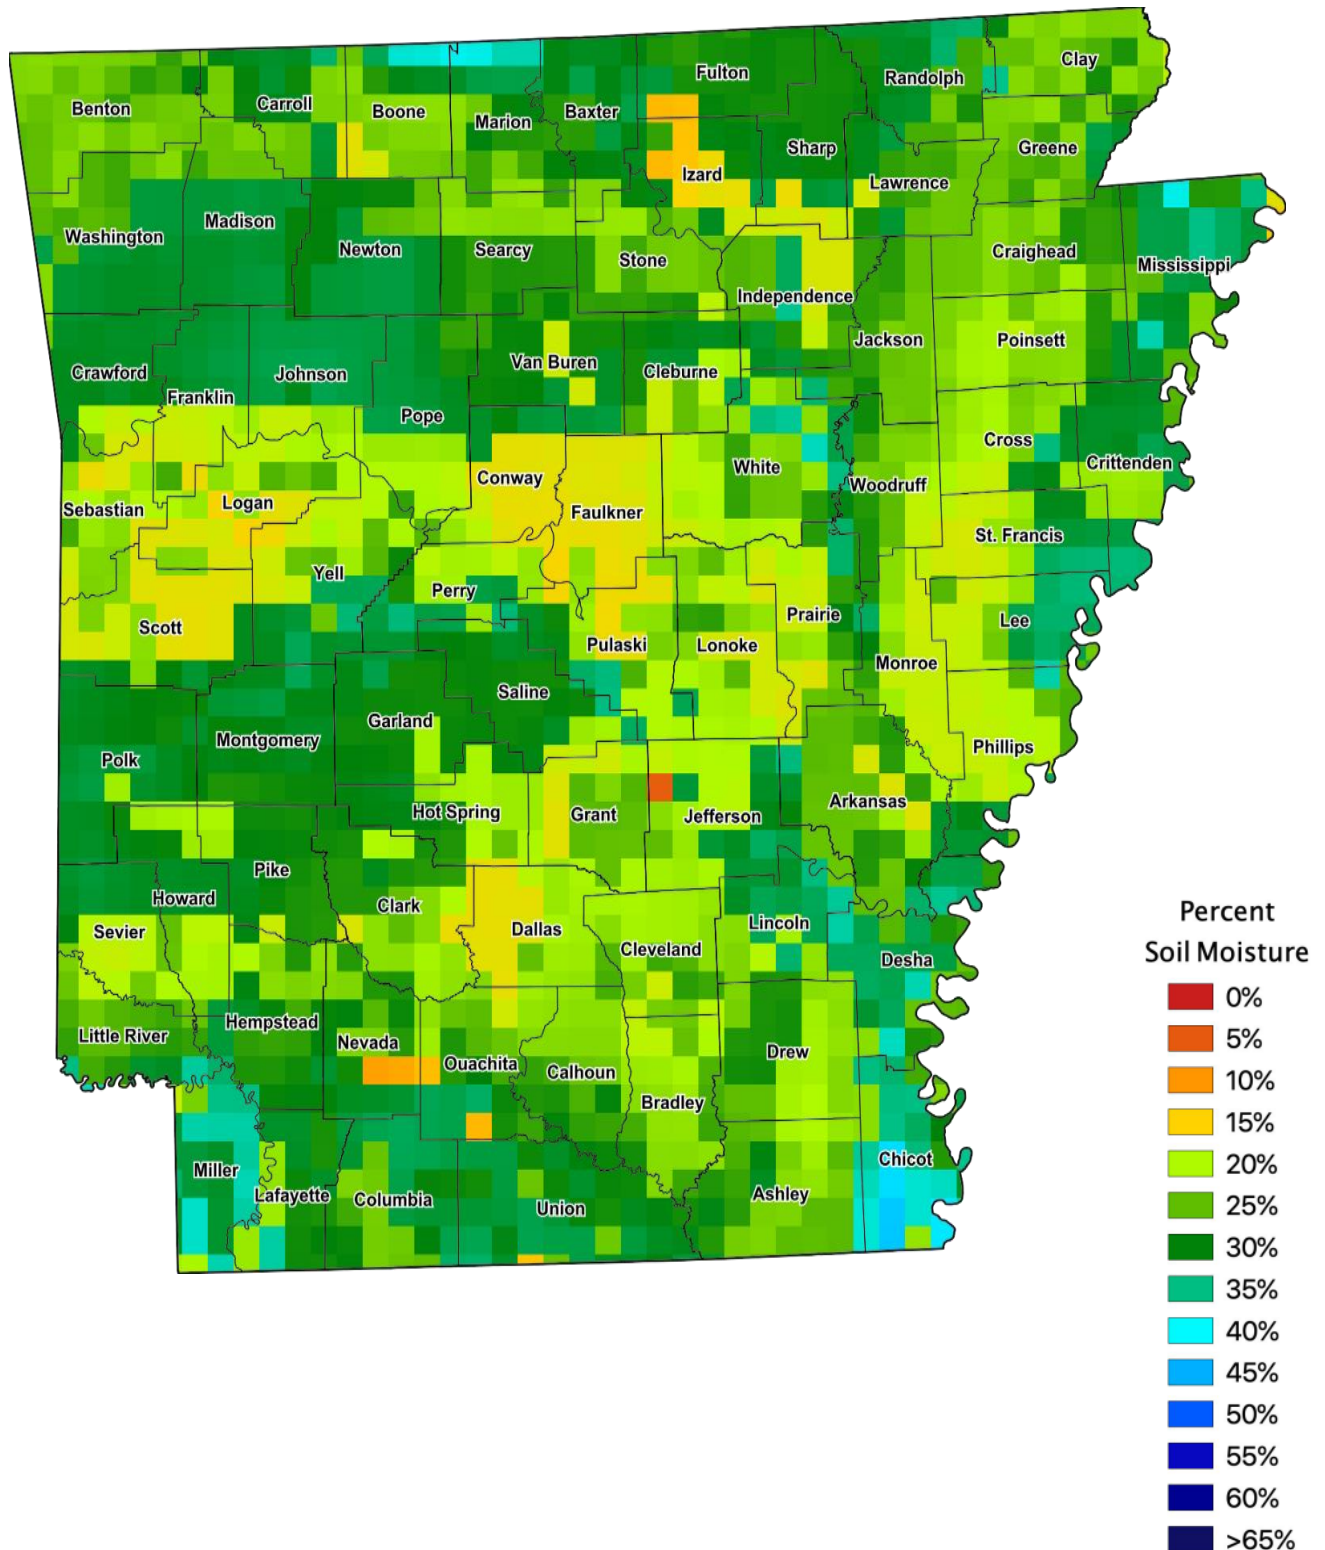 Clay
Fulton
Randolph
Carroll
Benton
Boone
Baxter
Marion
Sharp
Greene
Izard
Lawrence
Madison
Washington
Newton
Searcy
Craighead
Stone
Mississippi
Independence
Jackson
Poinsett
Van Buren
Crawford
Johnson
Cleburne
Franklin
Pope
Cross
White
Crittenden
Conway
Woodruff
Logan
Sebastian
Faulkner
St. Francis
Yell
Perry
Prairie
Lee
Scott
Pulaski
Lonoke
Monroe
Saline
Garland
Montgomery
Phillips
Polk
Arkansas
Hot Spring
Grant
Jefferson
Pike
Howard
Clark
Lincoln
Dallas
Sevier
Cleveland
Desha
Hempstead
Little River
Nevada
Drew
Ouachita
Calhoun
Bradley
Chicot
Miller
Lafayette
Columbia
Ashley
Union
Percent
Soil Moisture
0%
5%
10%
15%
20%
25%
30%
35%
40%
45%
50%
55%
60%
>65%